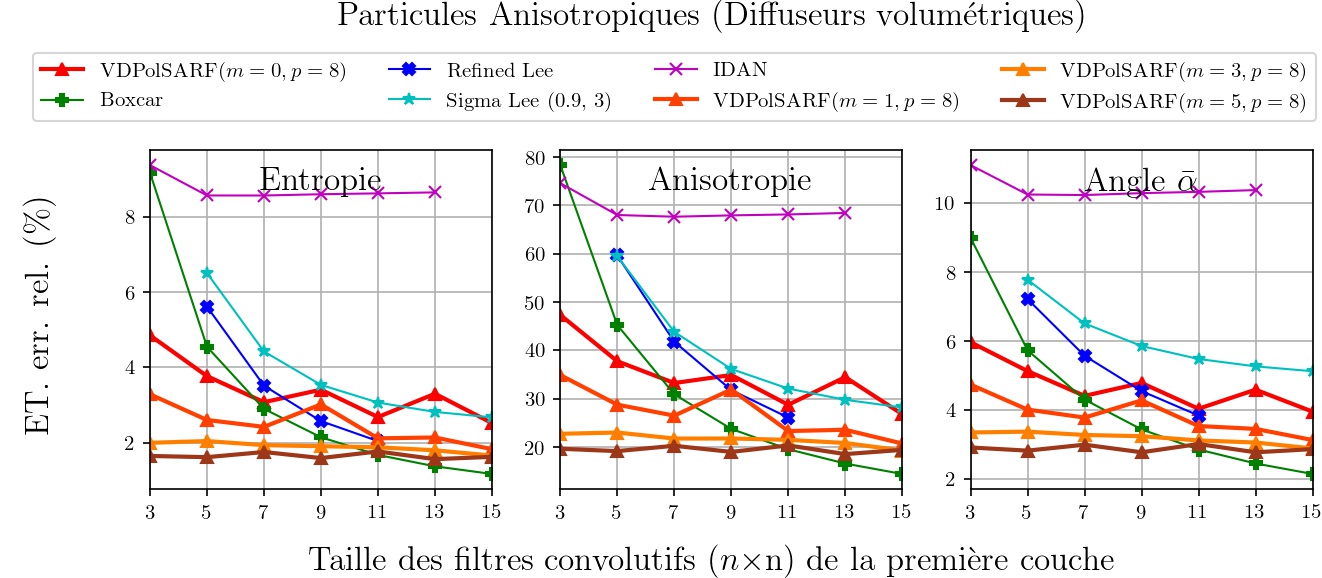 Particules Anisotropiques (Diffuseurs volumétriques)
VDPolSARF(m = 0, p = 8)
Boxcar
Refined Lee
Sigma Lee (0.9, 3)
IDAN
VDPolSARF(m = 1, p = 8)
VDPolSARF(m = 3, p = 8)
VDPolSARF(m = 5, p = 8)
ET. err. rel. (%)
Entropie
8
6
4
2
3 5 7 9 11 13 15
Anisotropie
80
70
60
50
40
30
20
3 5 7 9 11 13 15
Angle ᾱ
10
8
6
4
2
3 5 7 9 11 13 15
Taille des filtres convolutifs (n×n) de la première couche